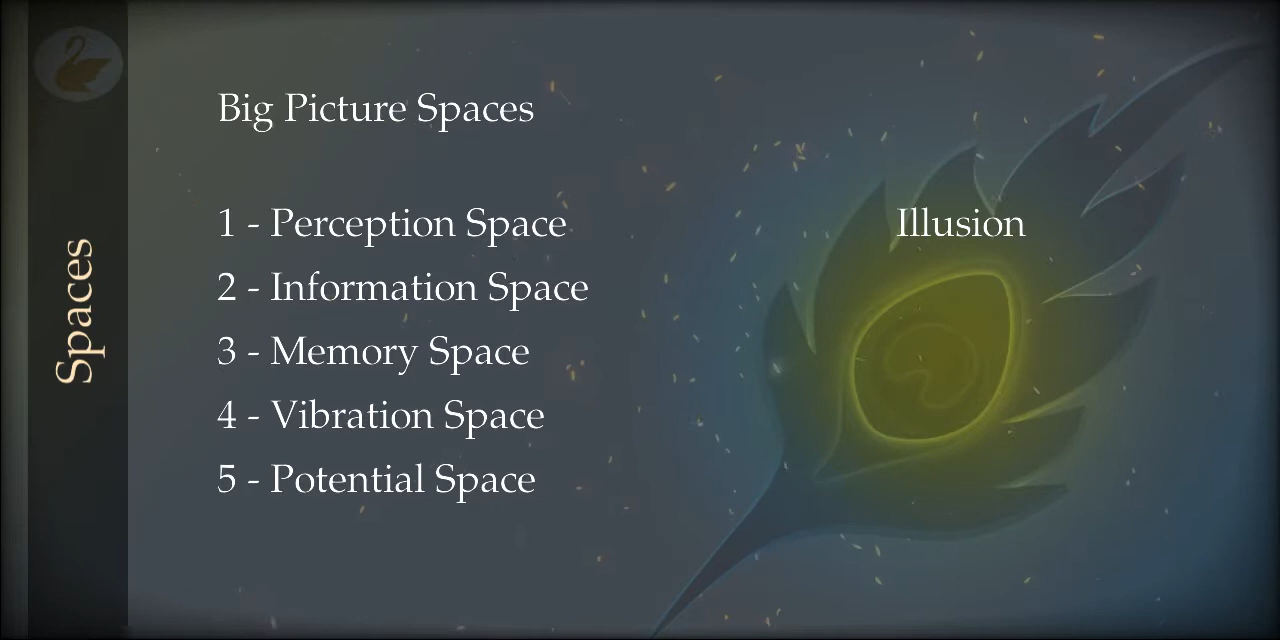 Spaces
Big Picture Spaces
1 - Perception Space
Illusion
2 - Information Space
3 - Memory Space
4 - Vibration Space
5 - Potential Space